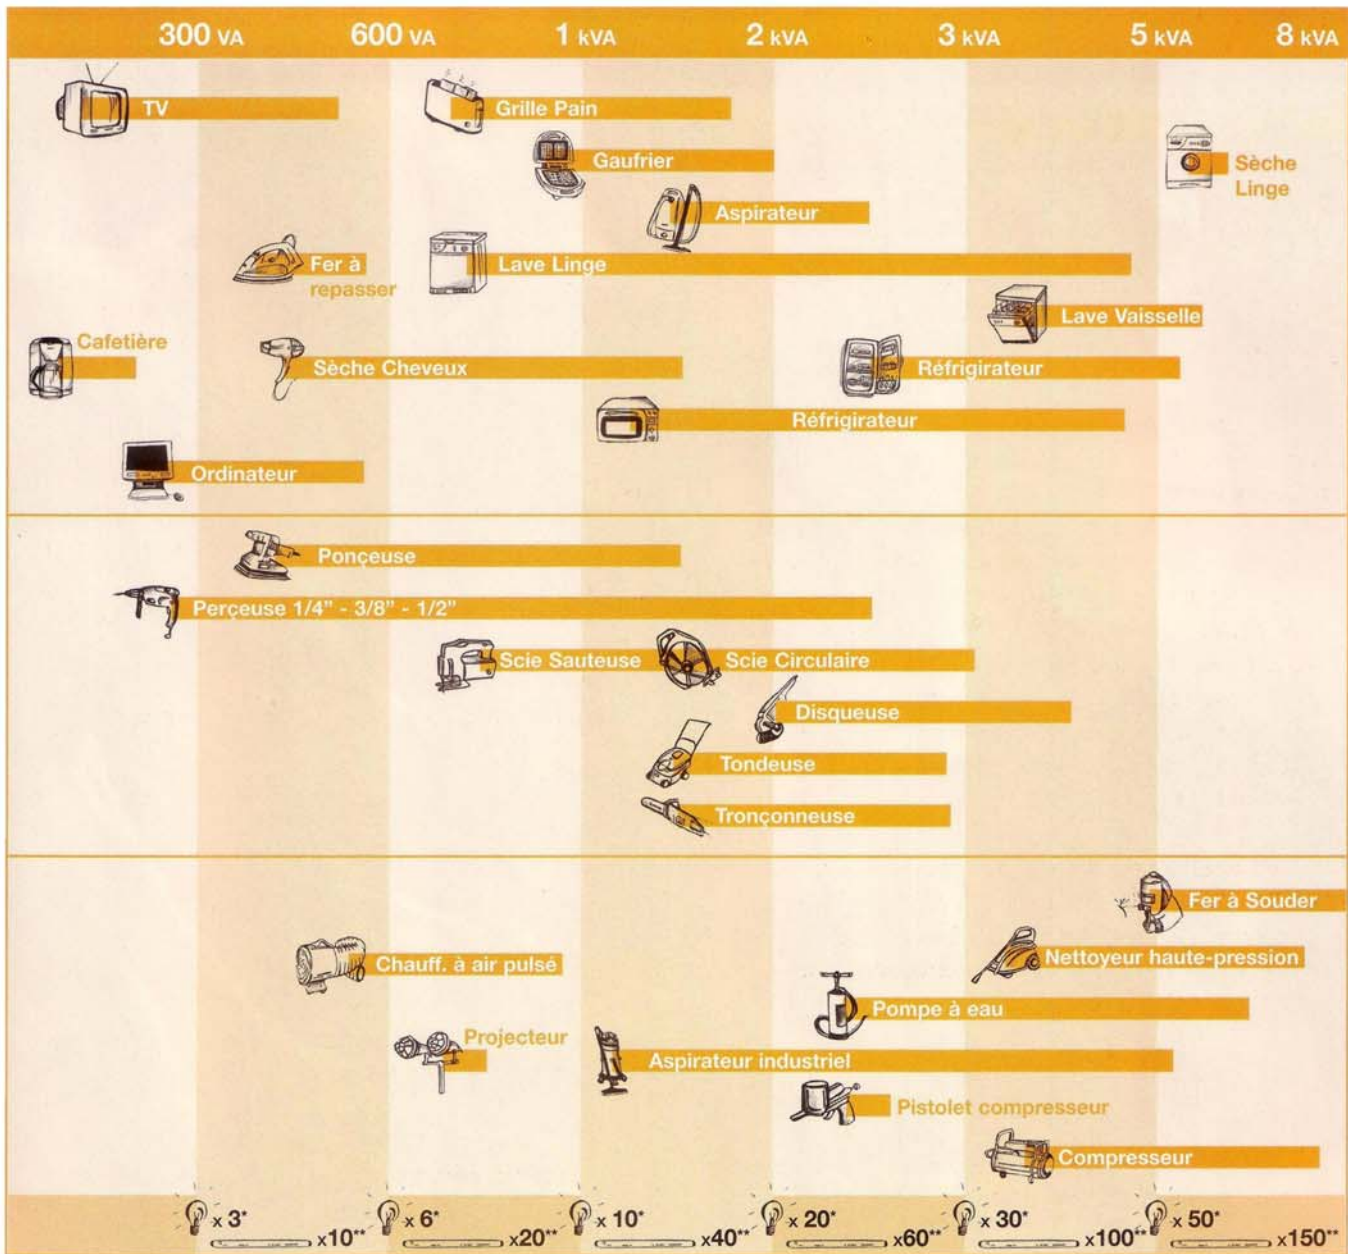 300 VA 600 VA 1 kVA 2 kVA 3 kVA 5 kVA 8 kVA
TV
Grille Pain
Gaufrier
Sèche
Linge
Aspirateur
Fer à
repasser
Lave Linge
Lave Vaisselle
Cafetière
Sèche Cheveux
Réfrigirateur
Réfrigirateur
Ordinateur
Ponçeuse
Perçeuse 1/4" - 3/8" - 1/2"
Scie Sauteuse
Scie Circulaire
Disqueuse
Tondeuse
Tronçonneuse
Fer à Souder
Chauff. à air pulsé
Nettoyeur haute-pression
Pompe à eau
Projecteur
Aspirateur industriel
Pistolet compresseur
Compresseur
x 3* x 6* x 10* x 20* x 30* x 50*
x10** x20** x40** x60** x100** x150**